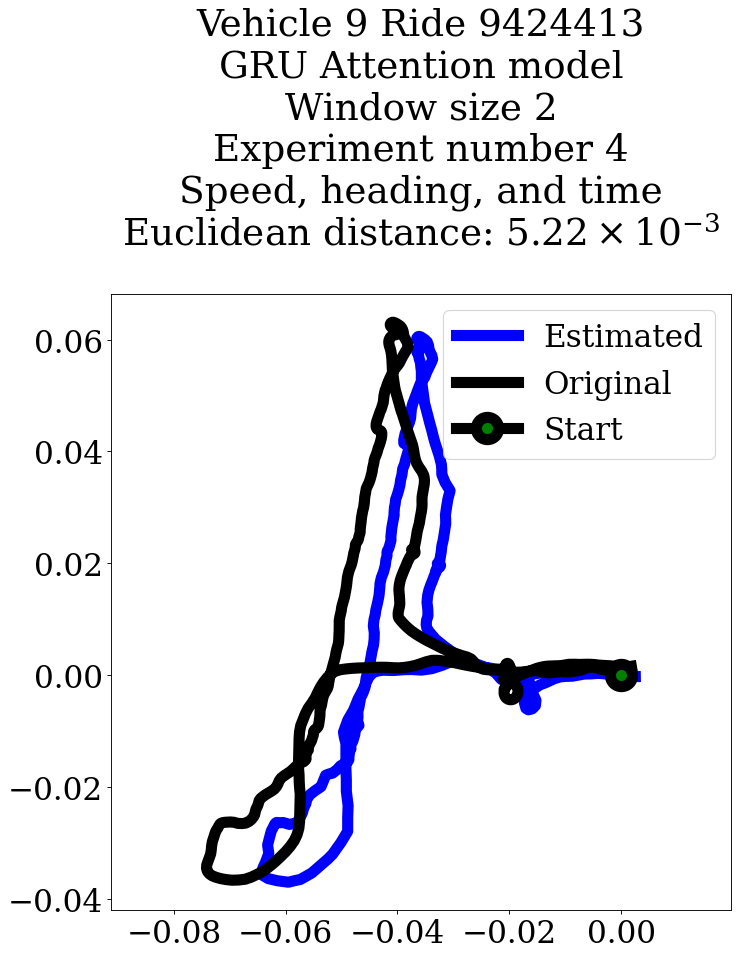 Vehicle 9 Ride 9424413
GRU Attention model
Window size 2
Experiment number 4
Speed, heading, and time
Euclidean distance: 5.22 × 10⁻³
Estimated
Original
Start
0.06
0.04
0.02
0.00
−0.02
−0.04
−0.08 −0.06 −0.04 −0.02 0.00